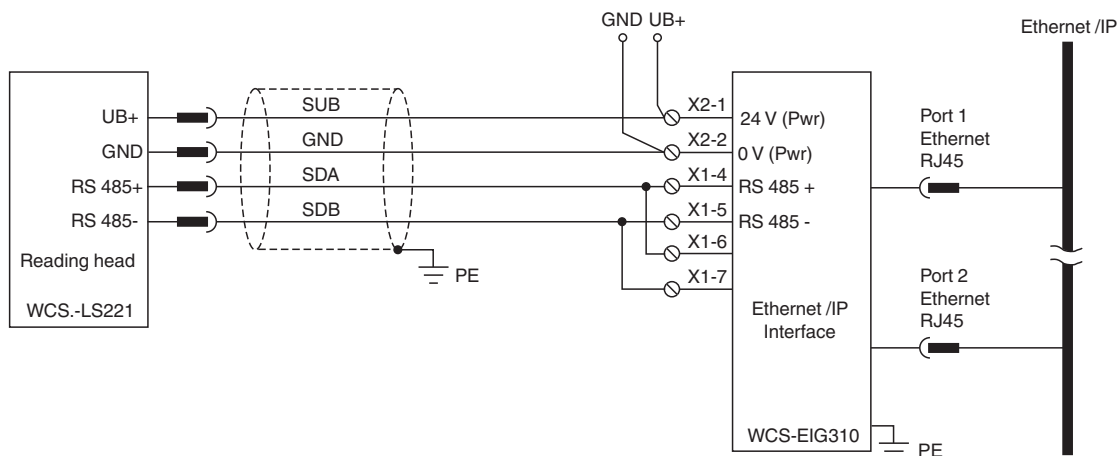 GND UB+
Ethernet /IP
UB+
SUB
X2-1
24 V (Pwr)
GND
GND
X2-2
0 V (Pwr)
RS 485+
SDA
X1-4
RS 485 +
RS 485-
SDB
X1-5
RS 485 -
X1-6
X1-7
Reading head
WCS.-LS221
PE
Port 1
Ethernet
RJ45
Port 2
Ethernet
RJ45
Ethernet /IP
Interface
WCS-EIG310
PE